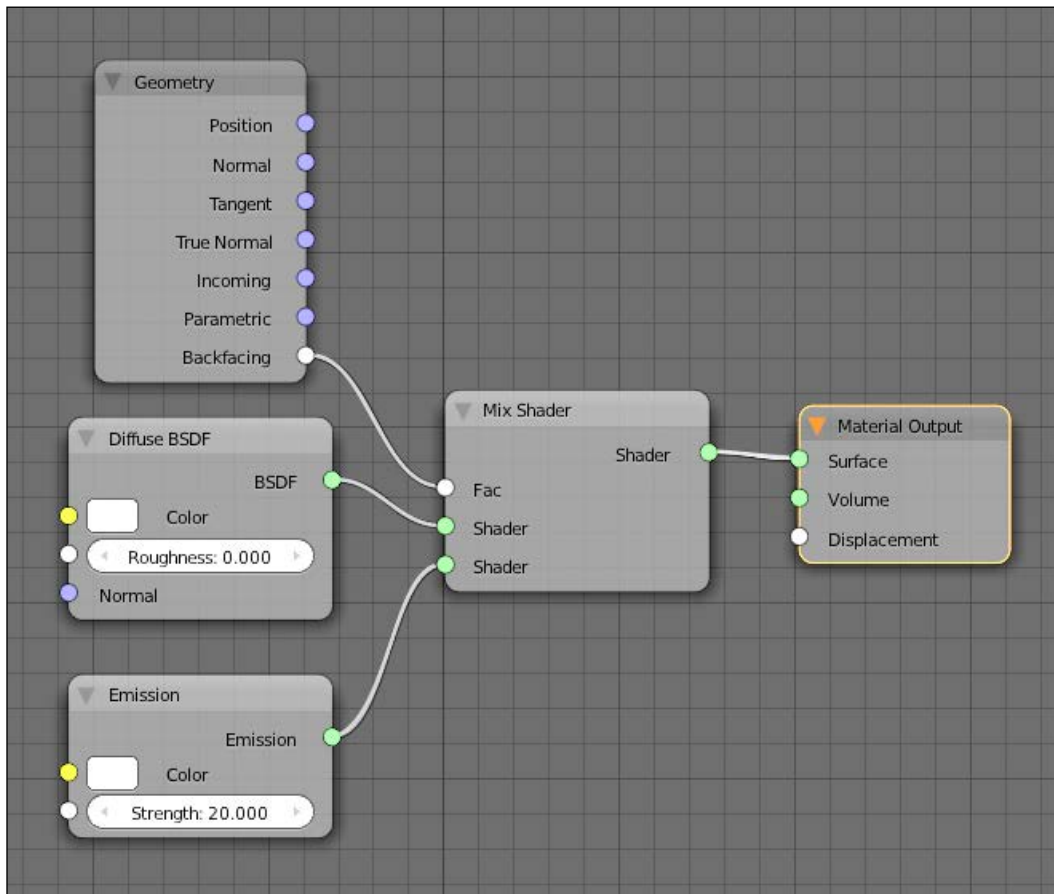 Geometry
Position
Normal
Tangent
True Normal
Incoming
Parametric
Backfacing
Diffuse BSDF
BSDF
Color
Roughness: 0.000
Normal
Emission
Emission
Color
Strength: 20.000
Mix Shader
Shader
Fac
Shader
Shader
Material Output
Surface
Volume
Displacement